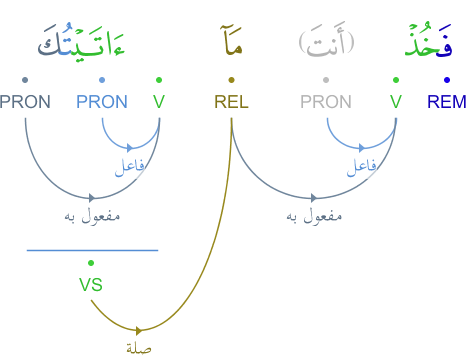 فَخُذْ (أَنتَ) مَآ ءَاتَيْتُكَ
REM V PRON REL V PRON PRON
فاعل فاعل
مفعول به مفعول به
VS
صلة